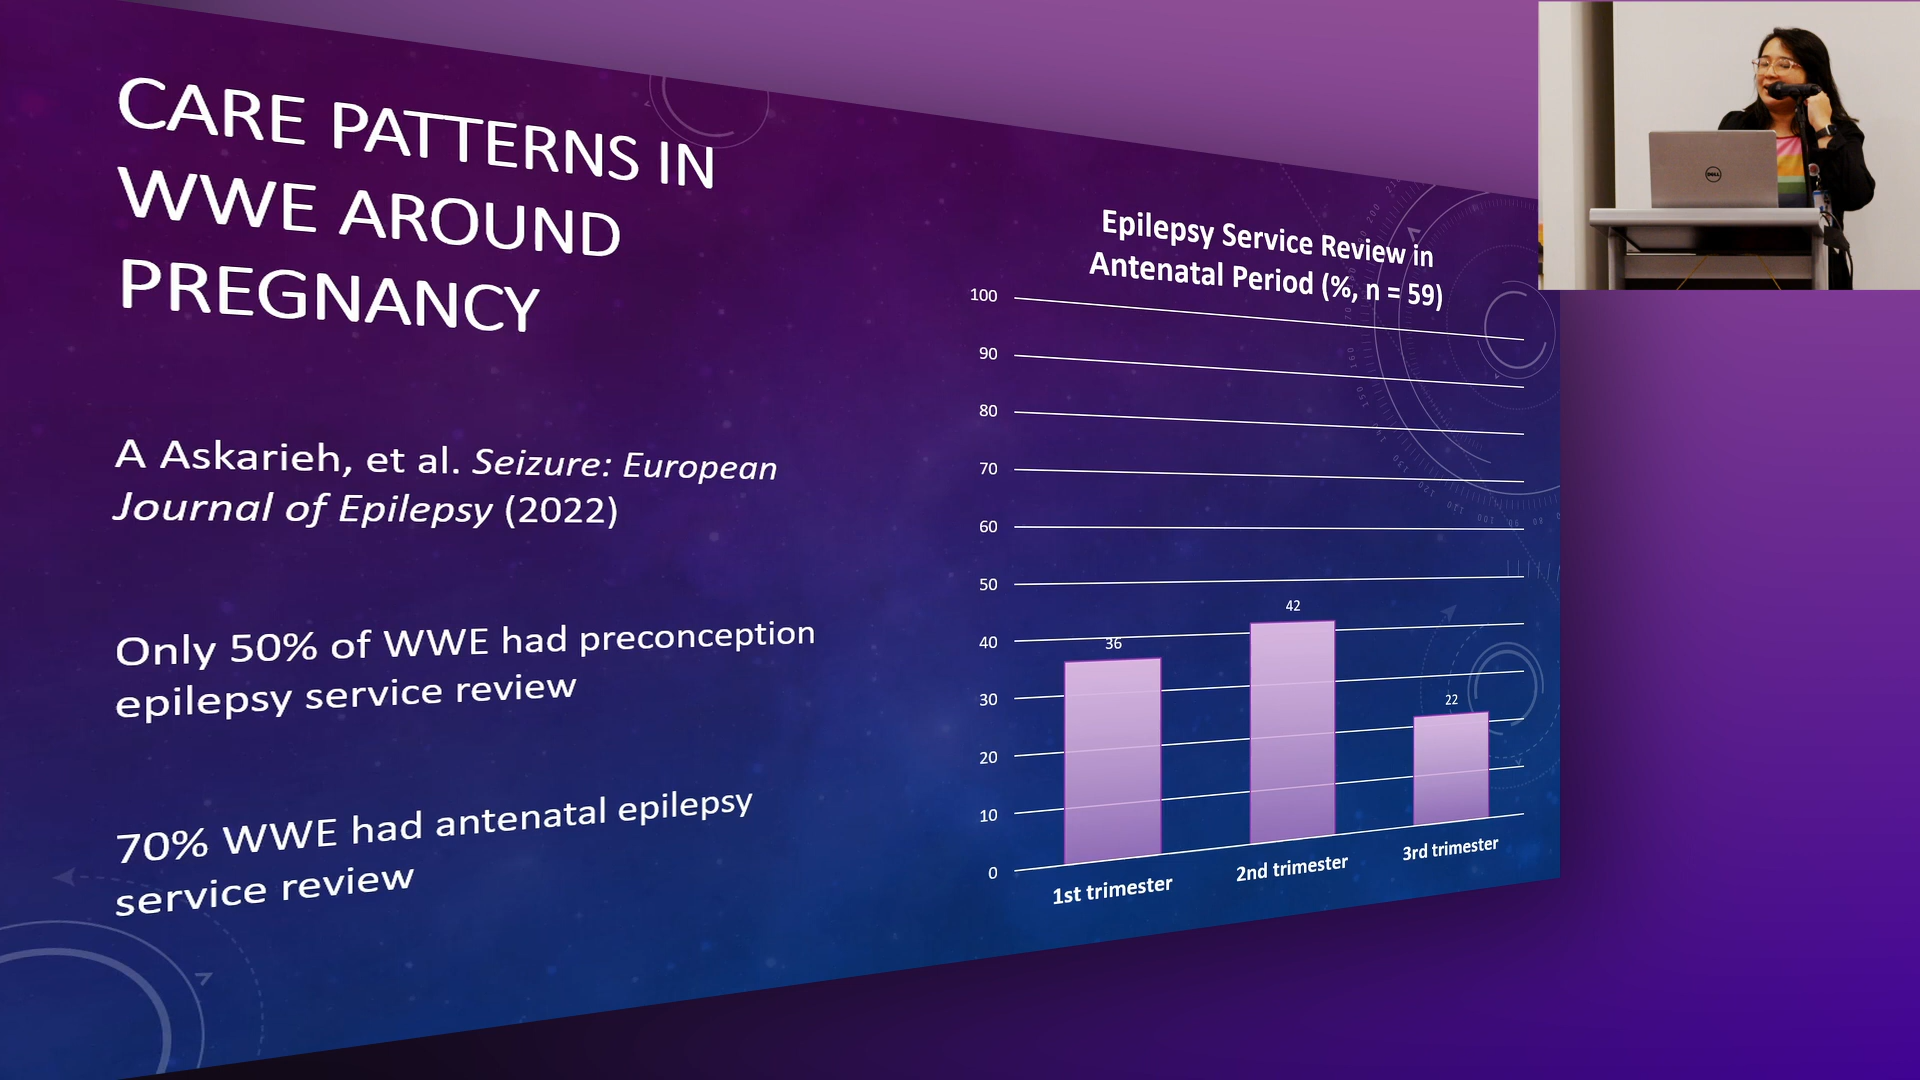 CARE PATTERNS IN
WWE AROUND
PREGNANCY
A Askarieh, et al. Seizure: European
Journal of Epilepsy (2022)
Only 50% of WWE had preconception
epilepsy service review
70% WWE had antenatal epilepsy
service review
Epilepsy Service Review in
Antenatal Period (%, n = 59)
100
90
80
70
60
50
40
30
20
10
0
36
42
22
1st trimester
2nd trimester
3rd trimester
DELL